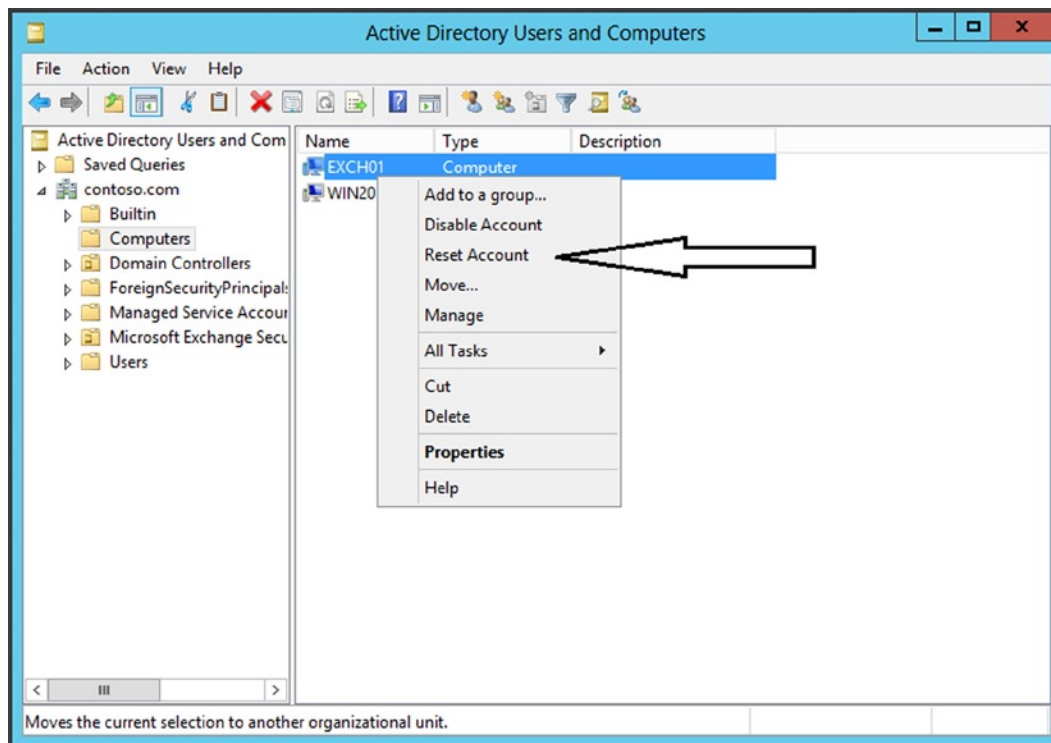 Active Directory Users and Computers
File Action View Help
Active Directory Users and Com
Saved Queries
contoso.com
Builtin
Computers
Domain Controllers
ForeignSecurityPrincipals
Managed Service Accour
Microsoft Exchange Secu
Users
Name Type Description
EXCH01 Computer
WIN20
Add to a group...
Disable Account
Reset Account
Move...
Manage
All Tasks
Cut
Delete
Properties
Help
Moves the current selection to another organizational unit.